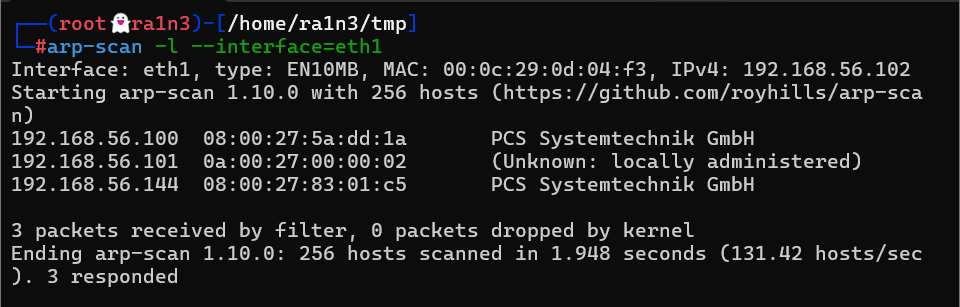 ┌──(root👻ra1n3)-[/home/ra1n3/tmp]
└─#arp-scan -l --interface=eth1
Interface: eth1, type: EN10MB, MAC: 00:0c:29:0d:04:f3, IPv4: 192.168.56.102
Starting arp-scan 1.10.0 with 256 hosts (https://github.com/royhills/arp-sca
n)
192.168.56.100  08:00:27:5a:dd:1a       PCS Systemtechnik GmbH
192.168.56.101  0a:00:27:00:00:02       (Unknown: locally administered)
192.168.56.144  08:00:27:83:01:c5       PCS Systemtechnik GmbH

3 packets received by filter, 0 packets dropped by kernel
Ending arp-scan 1.10.0: 256 hosts scanned in 1.948 seconds (131.42 hosts/sec
). 3 responded